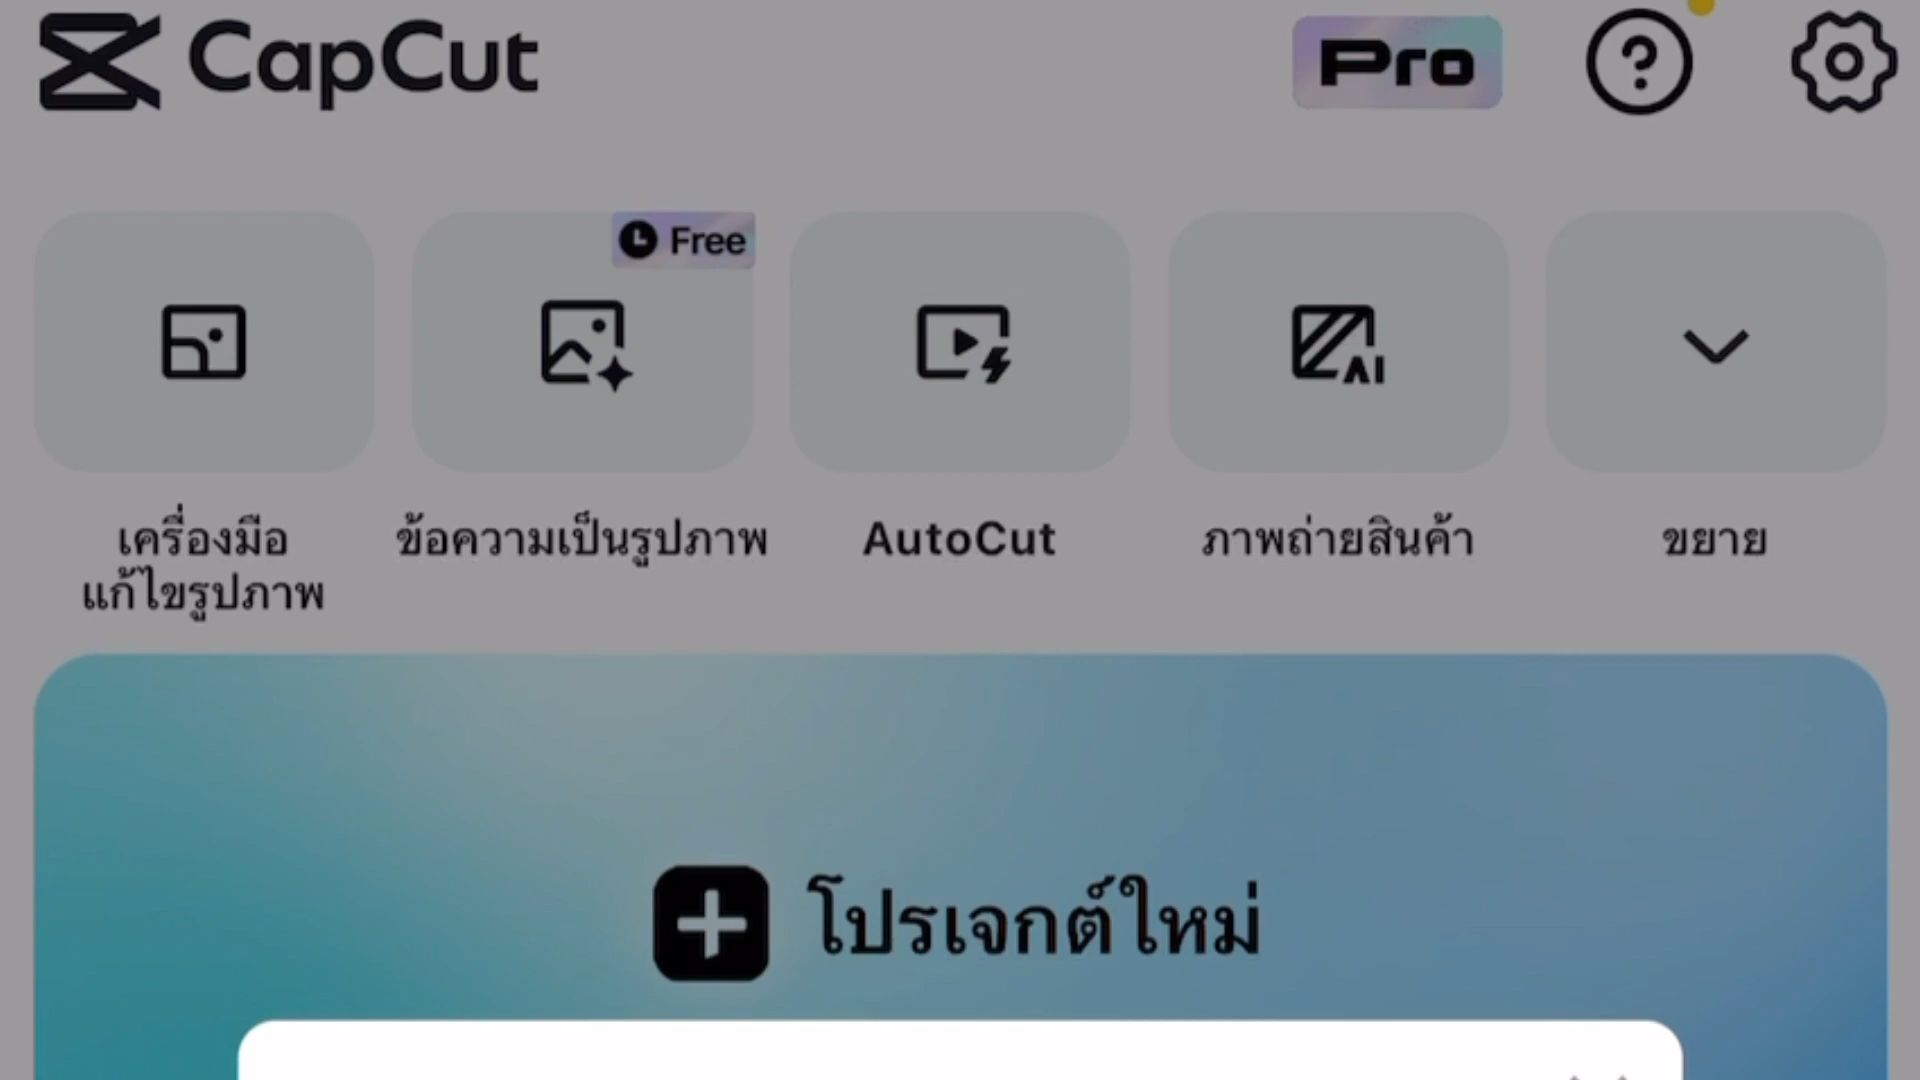 CapCut
Pro
Free
เครื่องมือ
แก้ไขรูปภาพ
ข้อความเป็นรูปภาพ
AutoCut
AI
ภาพถ่ายสินค้า
ขยาย
โปรเจกต์ใหม่